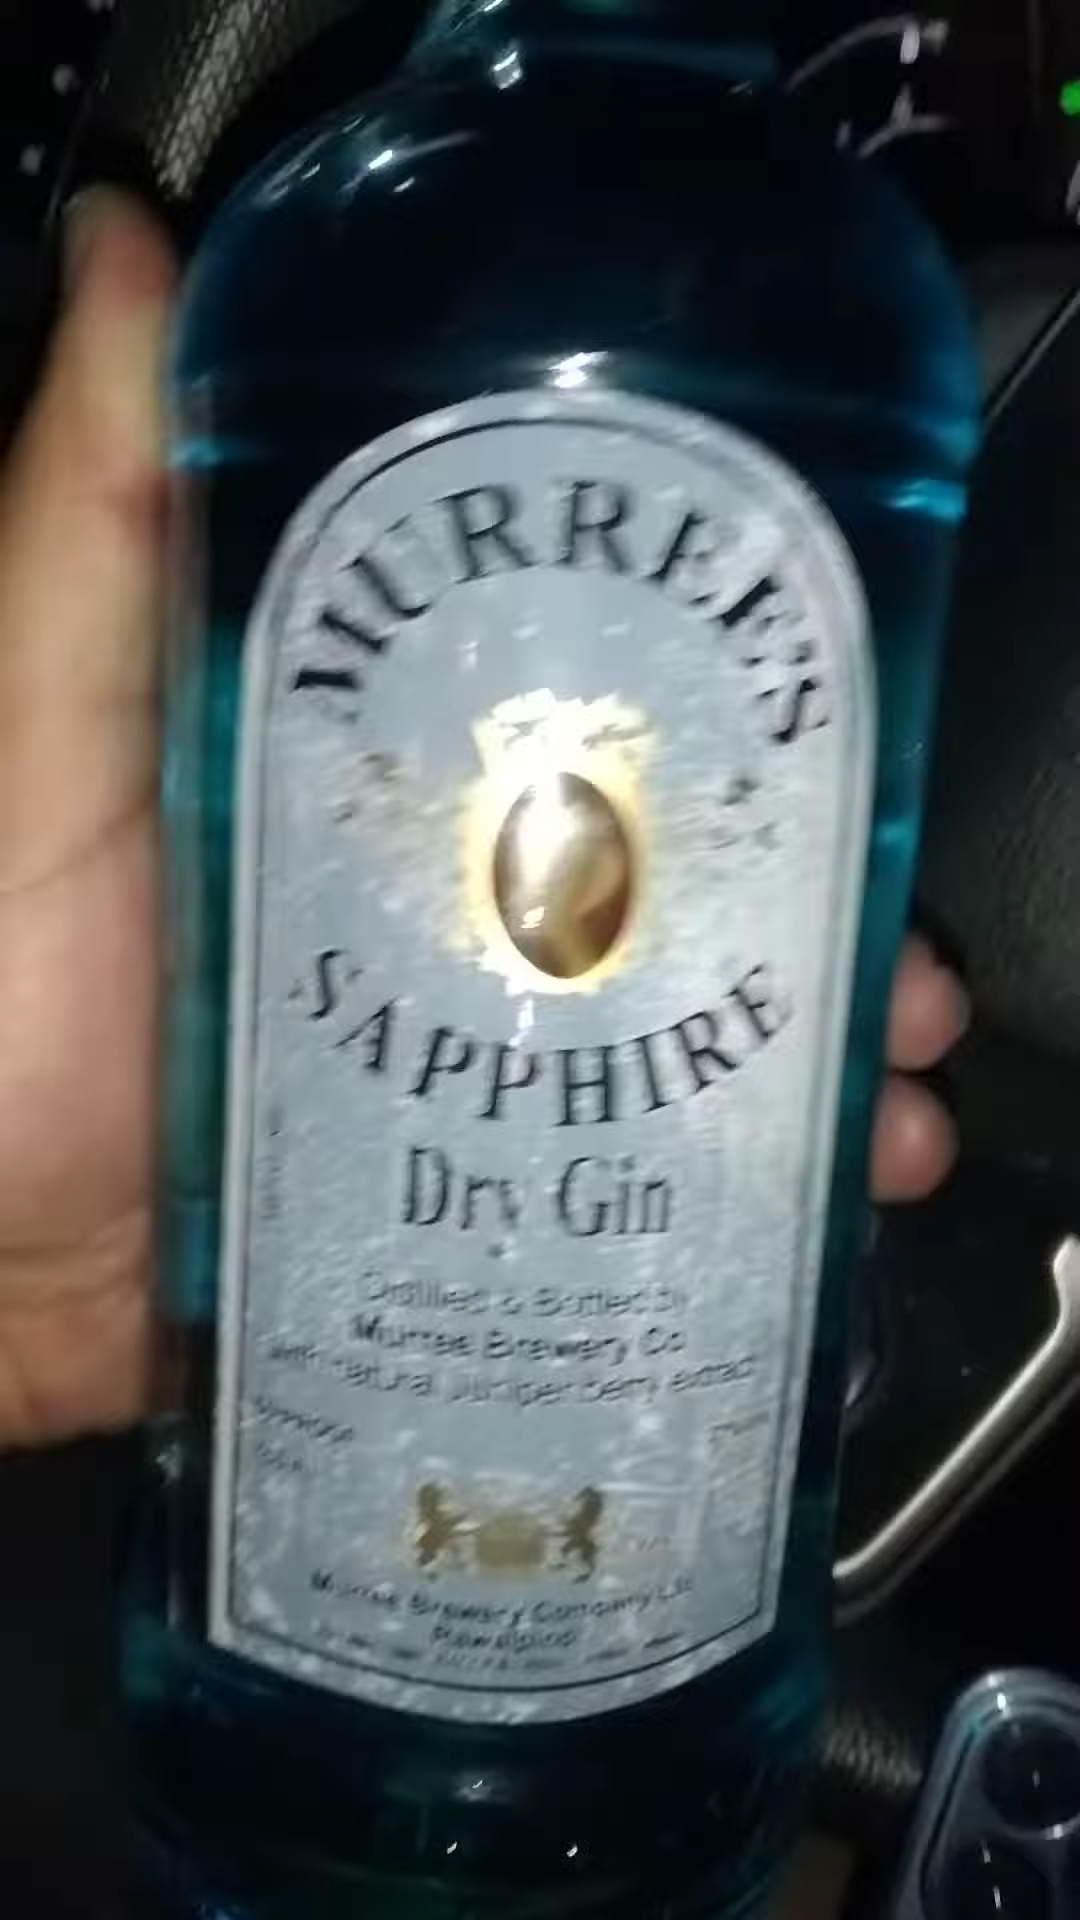 MURREE'S
SAPPHIRE
Dry Gin
Distilled & Bottled by
Murree Brewery Co
with natural Juniper berry extract
Murree Brewery Company Ltd
Rawalpindi